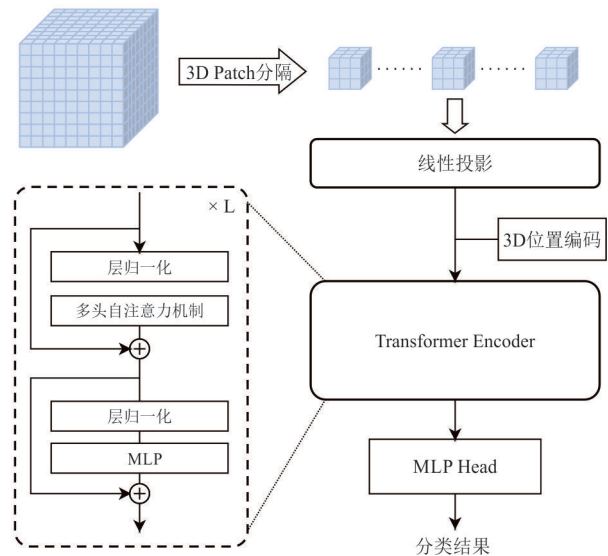 3D Patch分隔
······
······
线性投影
3D位置编码
× L
层归一化
多头自注意力机制
层归一化
MLP
Transformer Encoder
MLP Head
分类结果